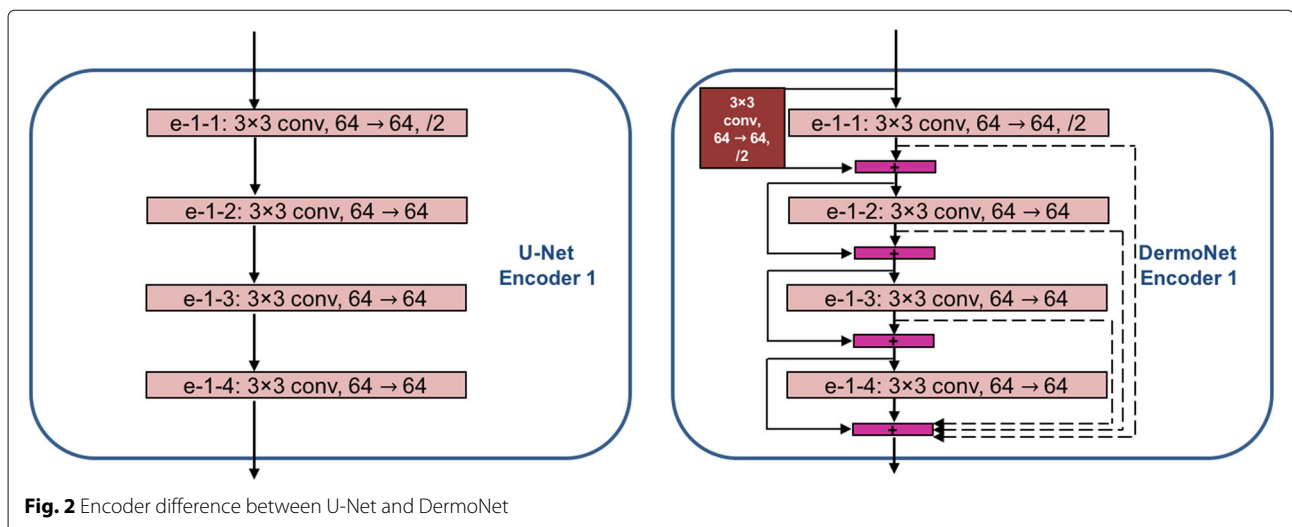 e-1-1: 3×3 conv, 64 → 64, /2
e-1-2: 3×3 conv, 64 → 64
e-1-3: 3×3 conv, 64 → 64
e-1-4: 3×3 conv, 64 → 64
U-Net
Encoder 1
3×3
conv,
64 → 64,
/2
e-1-1: 3×3 conv, 64 → 64, /2
+
e-1-2: 3×3 conv, 64 → 64
+
e-1-3: 3×3 conv, 64 → 64
+
e-1-4: 3×3 conv, 64 → 64
+
DermoNet
Encoder 1
Fig. 2 Encoder difference between U-Net and DermoNet